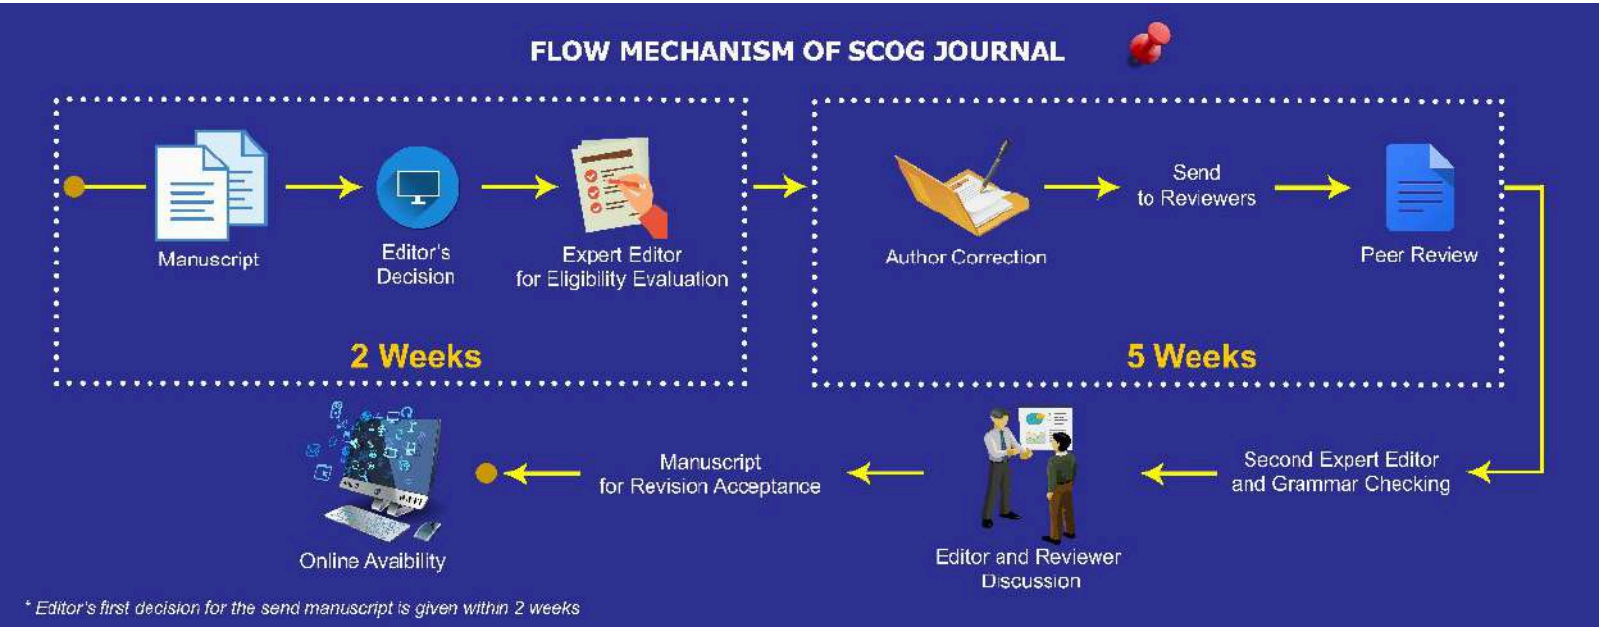 FLOW MECHANISM OF SCOG JOURNAL
Manuscript
Editor's
Decision
Expert Editor
for Eligibility Evaluation
2 Weeks
Author Correction
Send
to Reviewers
Peer Review
5 Weeks
Second Expert Editor
and Grammar Checking
Editor and Reviewer
Discussion
Manuscript
for Revision Acceptance
Online Avaibility
* Editor's first decision for the send manuscript is given within 2 weeks